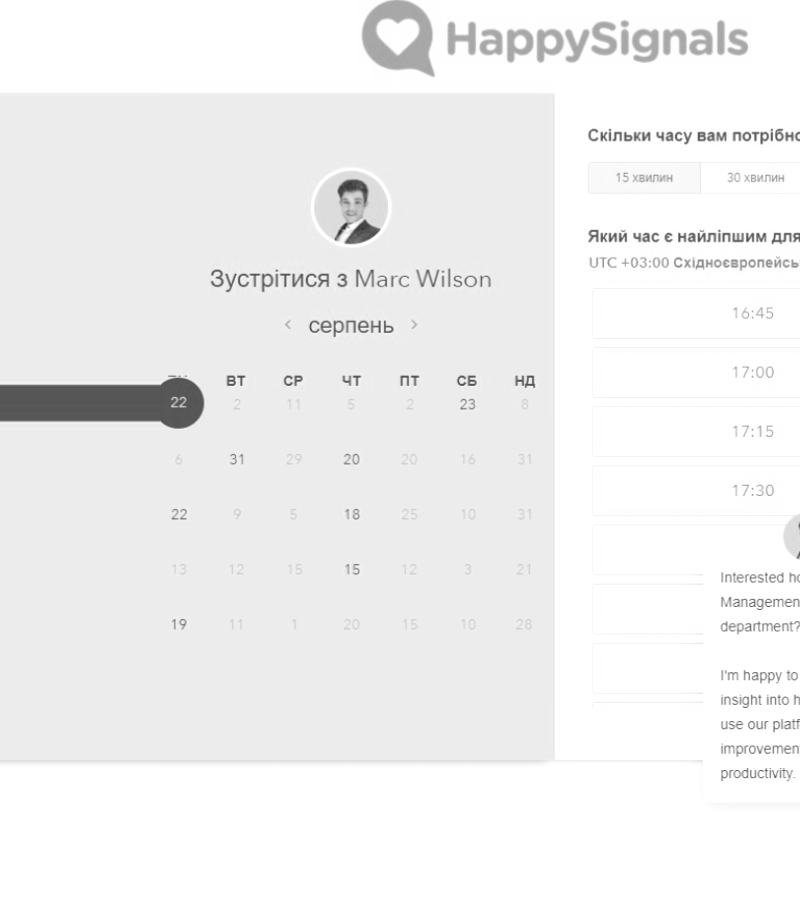 HappySignals
Зустрітися з Marc Wilson
серпень
ВТ СР ЧТ ПТ СБ НД
22 2 11 5 2 23 8
6 31 29 20 20 16 31
22 9 5 18 25 10 31
13 12 15 15 12 3 21
19 11 1 20 15 10 28
Скільки часу вам потрібно
15 хвилин 30 хвилин
Який час є найліпшим для
UTC +03:00 Східноєвропейсь
16:45
17:00
17:15
17:30
Interested ho
Managemen
department?
I'm happy to
insight into h
use our platf
improvemen
productivity.